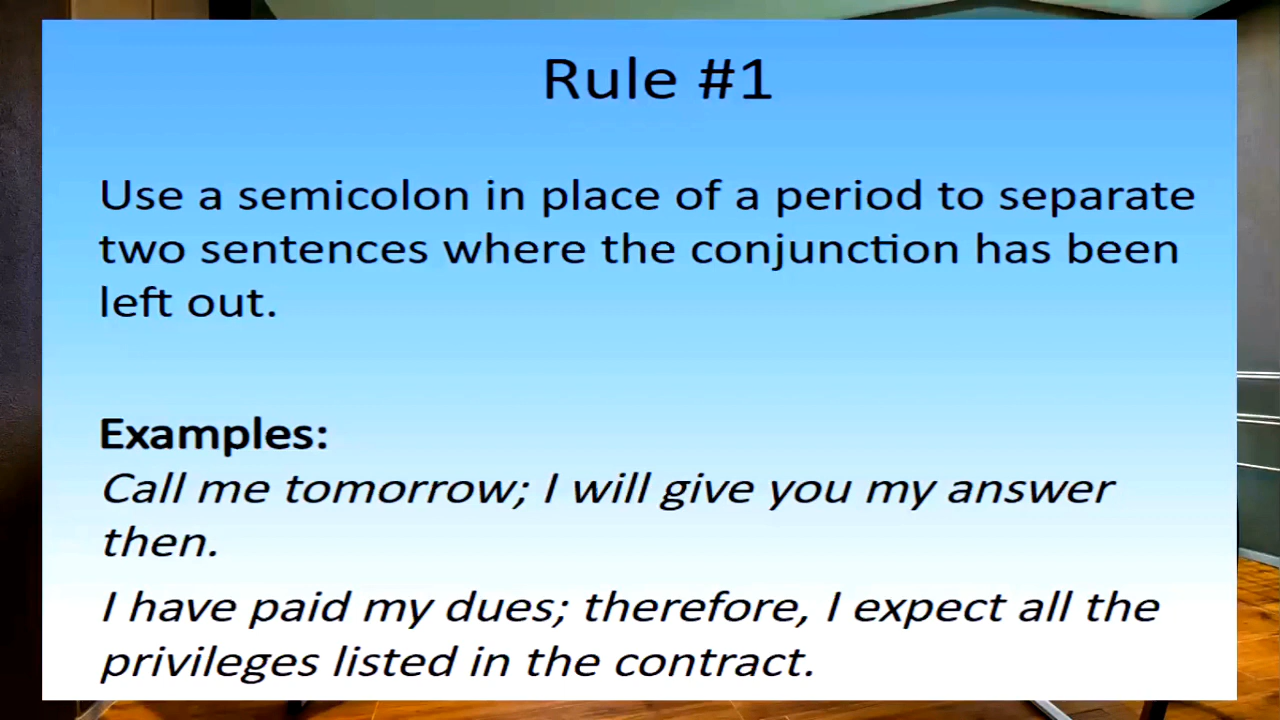 Rule #1
Use a semicolon in place of a period to separate
two sentences where the conjunction has been
left out.
Examples:
Call me tomorrow; I will give you my answer
then.
I have paid my dues; therefore, I expect all the
privileges listed in the contract.